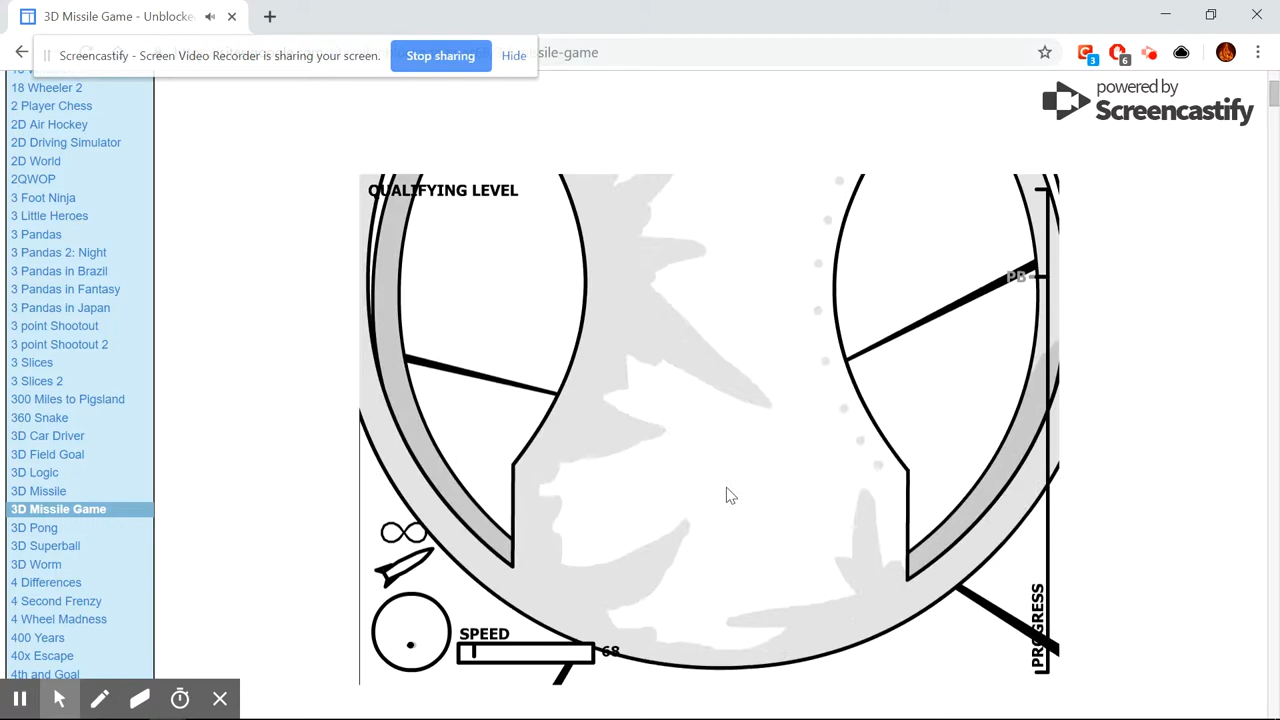 3D Missile Game - Unblocke
Screencastify - Screen Video Recorder is sharing your screen.
Stop sharing
Hide
ssile-game
3
6
powered by
Screencastify
18 Wheeler 2
2 Player Chess
2D Air Hockey
2D Driving Simulator
2D World
2QWOP
3 Foot Ninja
3 Little Heroes
3 Pandas
3 Pandas 2: Night
3 Pandas in Brazil
3 Pandas in Fantasy
3 Pandas in Japan
3 point Shootout
3 point Shootout 2
3 Slices
3 Slices 2
300 Miles to Pigsland
360 Snake
3D Car Driver
3D Field Goal
3D Logic
3D Missile
3D Missile Game
3D Pong
3D Superball
3D Worm
4 Differences
4 Second Frenzy
4 Wheel Madness
400 Years
40x Escape
4th and Goal
QUALIFYING LEVEL
PB
PROGRESS
SPEED
68